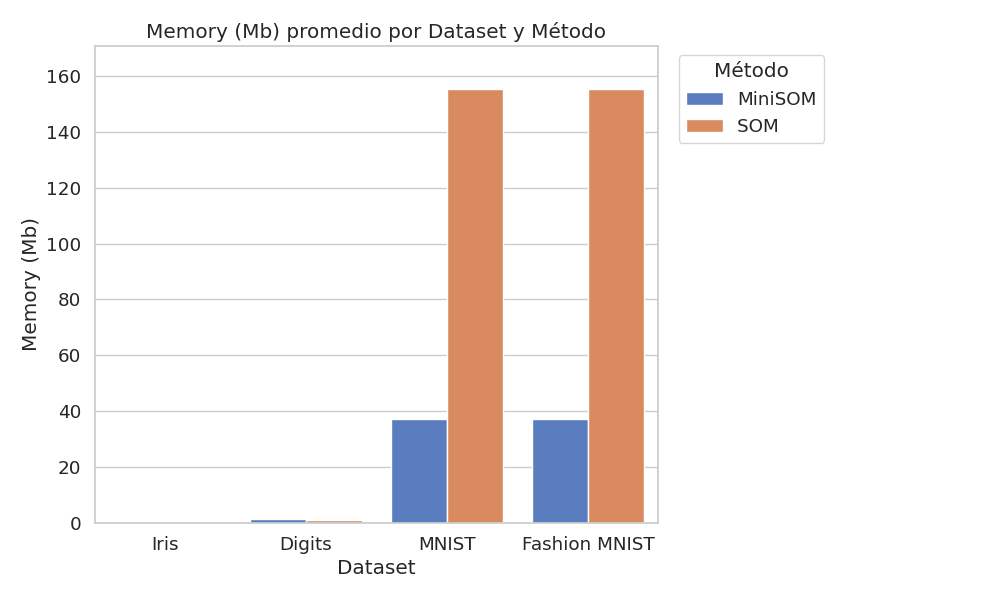 Memory (Mb) promedio por Dataset y Método
Memory (Mb)
160
140
120
100
80
60
40
20
0
Iris
Digits
MNIST
Fashion MNIST
Dataset
Método
MiniSOM
SOM